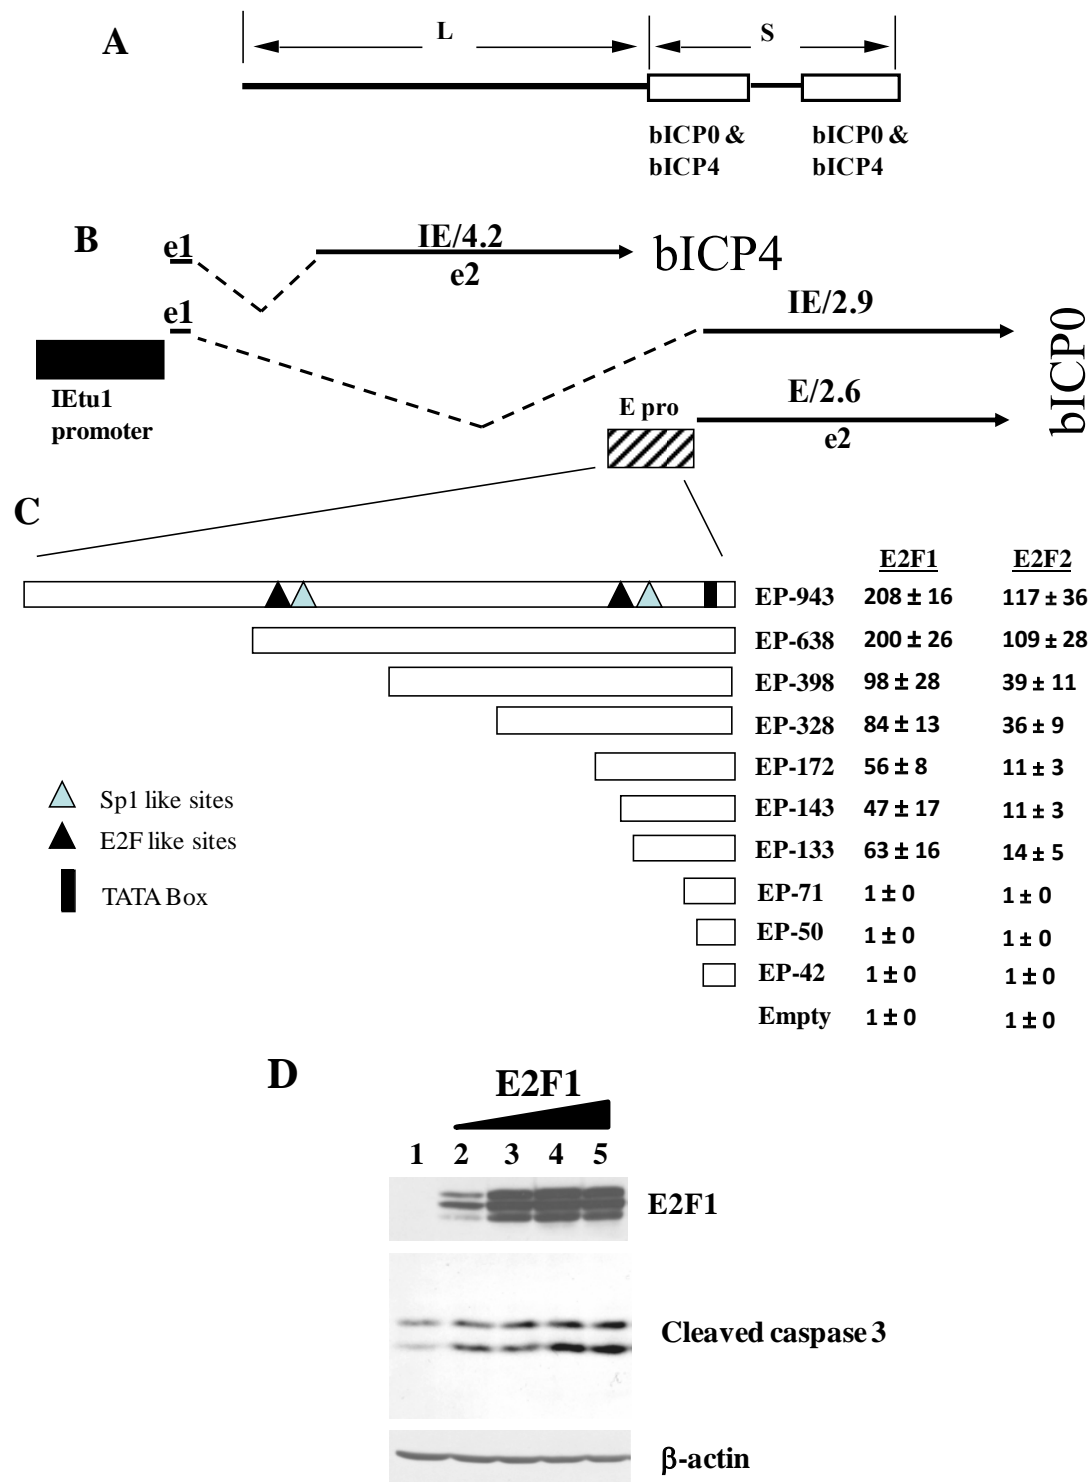 A
L
S
bICP0 &
bICP4
bICP0 &
bICP4
B
e1
IE/4.2
e2
bICP4
e1
IE/2.9
IEtu1
promoter
E pro
E/2.6
e2
bICP0
C
E2F1 E2F2
EP-943 208 ± 16 117 ± 36
EP-638 200 ± 26 109 ± 28
EP-398 98 ± 28 39 ± 11
EP-328 84 ± 13 36 ± 9
EP-172 56 ± 8 11 ± 3
EP-143 47 ± 17 11 ± 3
EP-133 63 ± 16 14 ± 5
EP-71 1 ± 0 1 ± 0
EP-50 1 ± 0 1 ± 0
EP-42 1 ± 0 1 ± 0
Empty 1 ± 0 1 ± 0
Sp1 like sites
E2F like sites
TATA Box
D
E2F1
1 2 3 4 5
E2F1
Cleaved caspase 3
β-actin